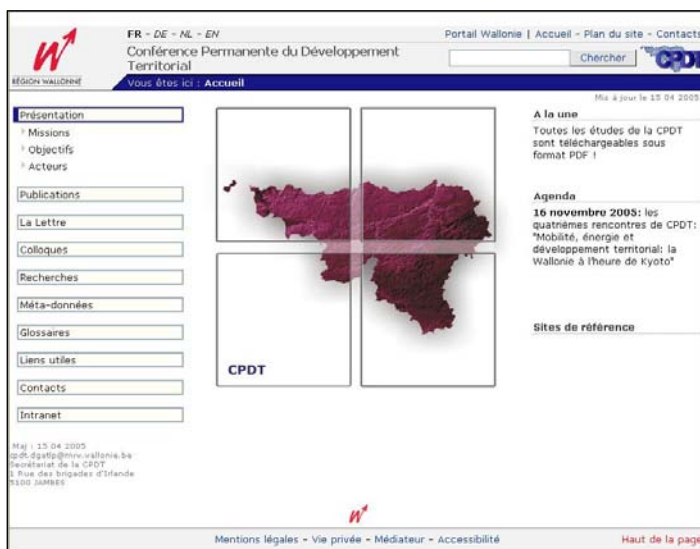 FR - DE - NL - EN
Portail Wallonie | Accueil - Plan du site - Contacts
RÉGION WALLONNE
Conférence Permanente du Développement
Territorial
Chercher
CPDT
Vous êtes ici : Accueil
Mis à jour le 15 04 2005
Présentation
Missions
Objectifs
Acteurs
Publications
La Lettre
Colloques
Recherches
Méta-données
Glossaires
Liens utiles
Contacts
Intranet
Maj : 15 04 2005
cpdt.dgatlp@mrw.wallonie.be
Secrétariat de la CPDT
1 Rue des brigades d'Irlande
5100 JAMBES
CPDT
A la une
Toutes les études de la CPDT
sont téléchargeables sous
format PDF !
Agenda
16 novembre 2005: les
quatrièmes rencontres de CPDT:
"Mobilité, énergie et
développement territorial: la
Wallonie à l'heure de Kyoto"
Sites de référence
Mentions légales - Vie privée - Médiateur - Accessibilité
Haut de la page